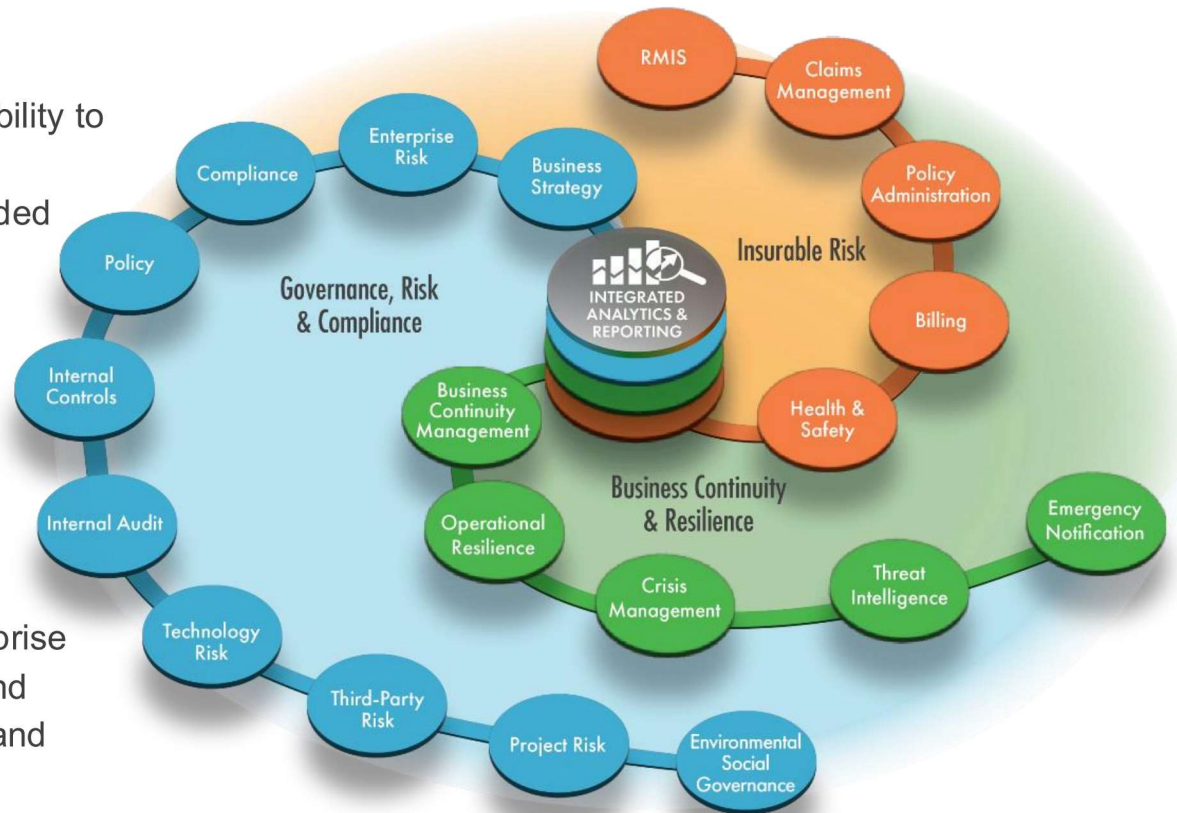 bility to
ded
orise
nd
and
RMIS
Claims
Management
Policy
Administration
Billing
Health &
Safety
Insurable Risk
Business
Strategy
Enterprise
Risk
Compliance
Policy
Internal
Controls
Internal Audit
Technology
Risk
Third-Party
Risk
Project Risk
Environmental
Social
Governance
Governance, Risk
& Compliance
INTEGRATED
ANALYTICS &
REPORTING
Business
Continuity
Management
Operational
Resilience
Crisis
Management
Threat
Intelligence
Emergency
Notification
Business Continuity
& Resilience